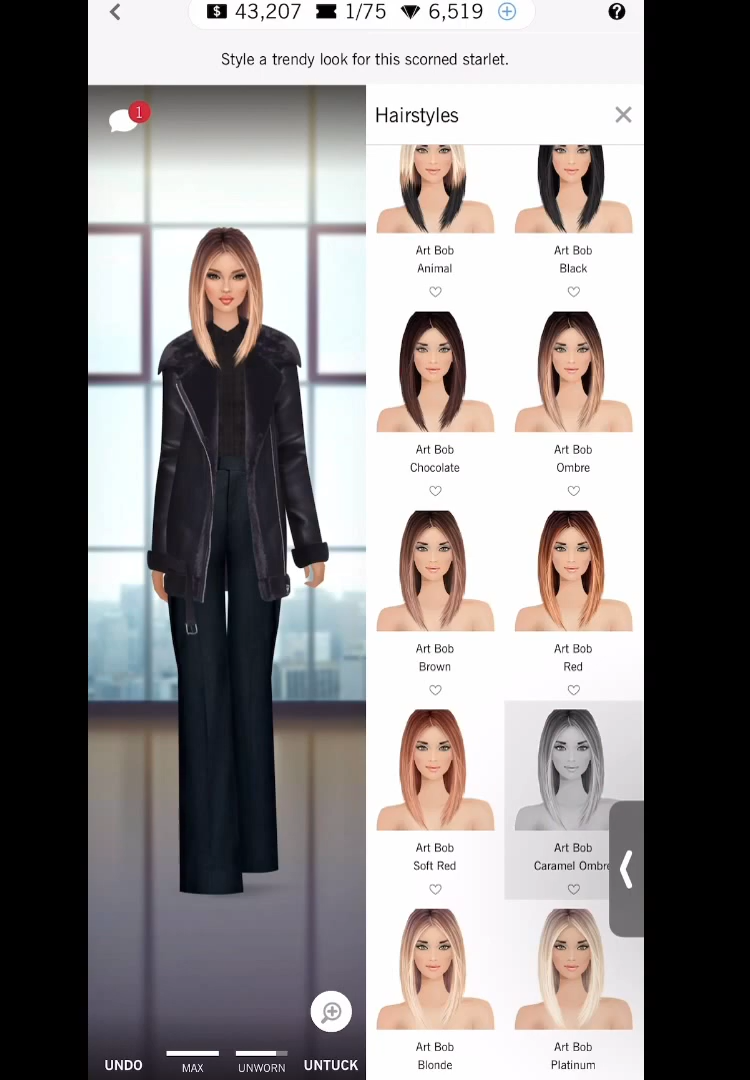 43,207 1/75 6,519
Style a trendy look for this scorned starlet.
1
Hairstyles
Art Bob
Animal
Art Bob
Black
Art Bob
Chocolate
Art Bob
Ombre
Art Bob
Brown
Art Bob
Red
Art Bob
Soft Red
Art Bob
Caramel Ombre
Art Bob
Blonde
Art Bob
Platinum
UNDO MAX UNWORN UNTUCK